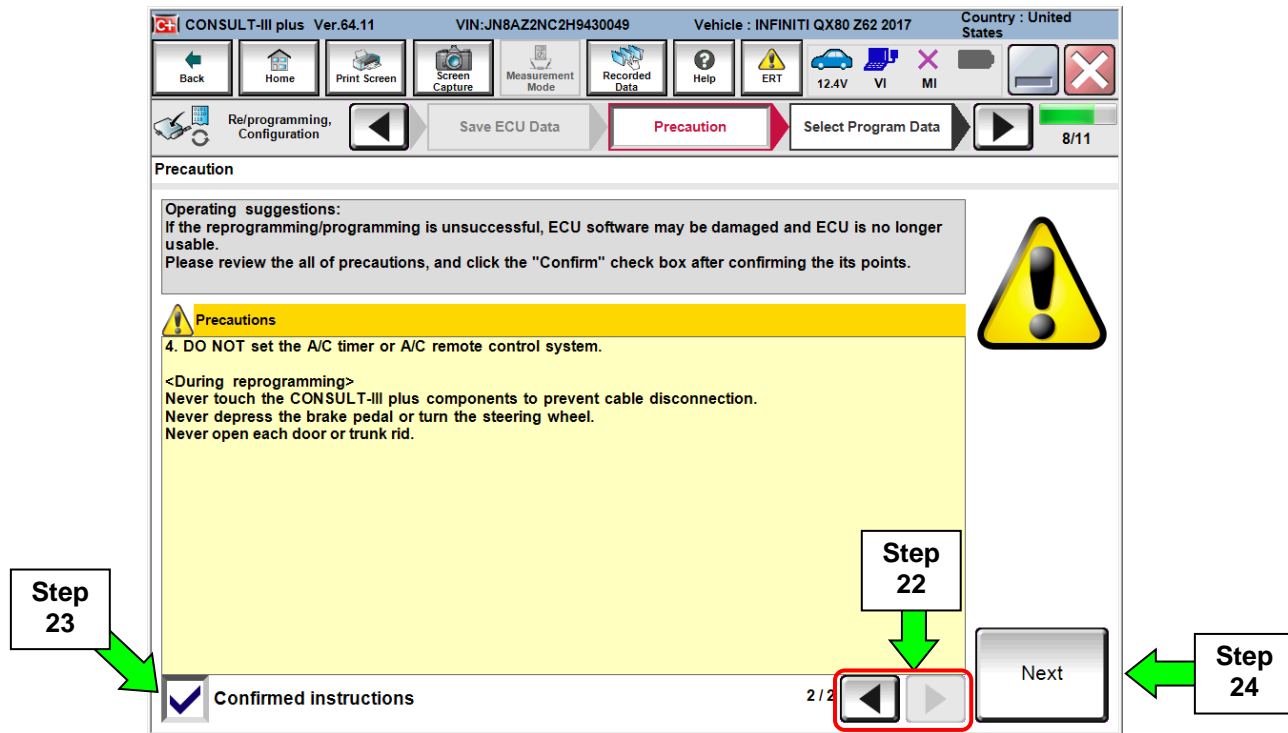 CONSULT-III plus Ver.64.11
VIN:JN8AZ2NC2H9430049
Vehicle : INFINITI QX80 Z62 2017
Country : United
States
Back
Home
Print Screen
Screen
Capture
Measurement
Mode
Recorded
Data
Help
ERT
12.4V
VI
MI
Re/programming,
Configuration
Save ECU Data
Precaution
Select Program Data
8/11
Precaution
Operating suggestions:
If the reprogramming/programming is unsuccessful, ECU software may be damaged and ECU is no longer
usable.
Please review the all of precautions, and click the "Confirm" check box after confirming the its points.
Precautions
4. DO NOT set the A/C timer or A/C remote control system.
<During reprogramming>
Never touch the CONSULT-III plus components to prevent cable disconnection.
Never depress the brake pedal or turn the steering wheel.
Never open each door or trunk rid.
Step
22
Step
23
Confirmed instructions
2 / 2
Next
Step
24